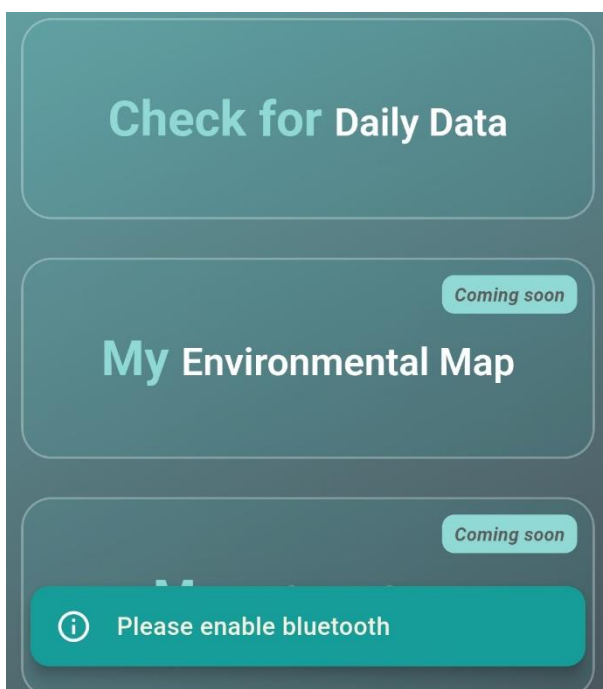 Check for Daily Data
Coming soon
My Environmental Map
Coming soon
Please enable bluetooth